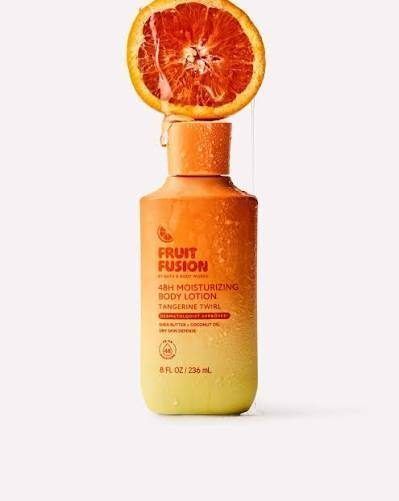 FRUIT
FUSION
BY BATH & BODY WORKS
48H MOISTURIZING
BODY LOTION
TANGERINE TWIRL
DERMATOLOGIST APPROVED
SHEA BUTTER + COCONUT OIL
DRY SKIN DEFENSE
48
8 FL OZ / 236 mL